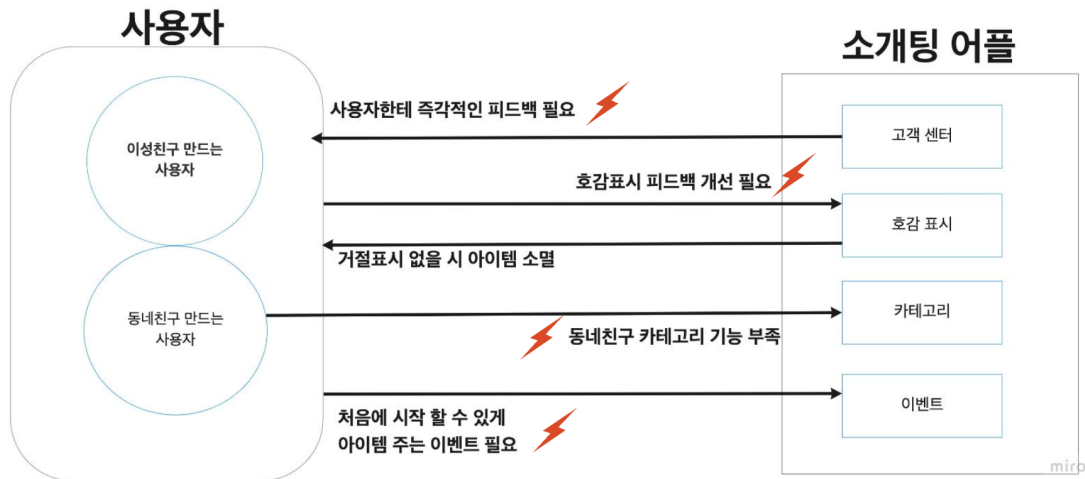 사용자
소개팅 어플
사용자한테 즉각적인 피드백 필요
고객 센터
이성친구 만드는
사용자
호감표시 피드백 개선 필요
호감 표시
거절표시 없을 시 아이템 소멸
동네친구 만드는
사용자
카테고리
동네친구 카테고리 기능 부족
이벤트
처음에 시작 할 수 있게
아이템 주는 이벤트 필요
miro